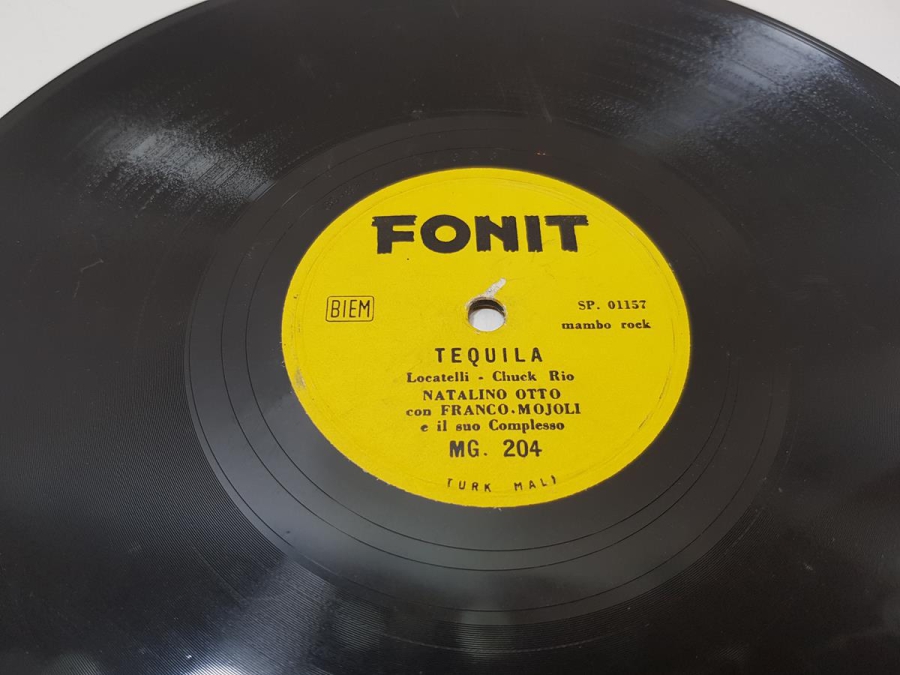 FONIT
BIEM
SP. 01157
mambo rock
TEQUILA
Locatelli - Chuck Rio
NATALINO OTTO
con FRANCO MOJOLI
e il suo Complesso
MG. 204
TURK MALI